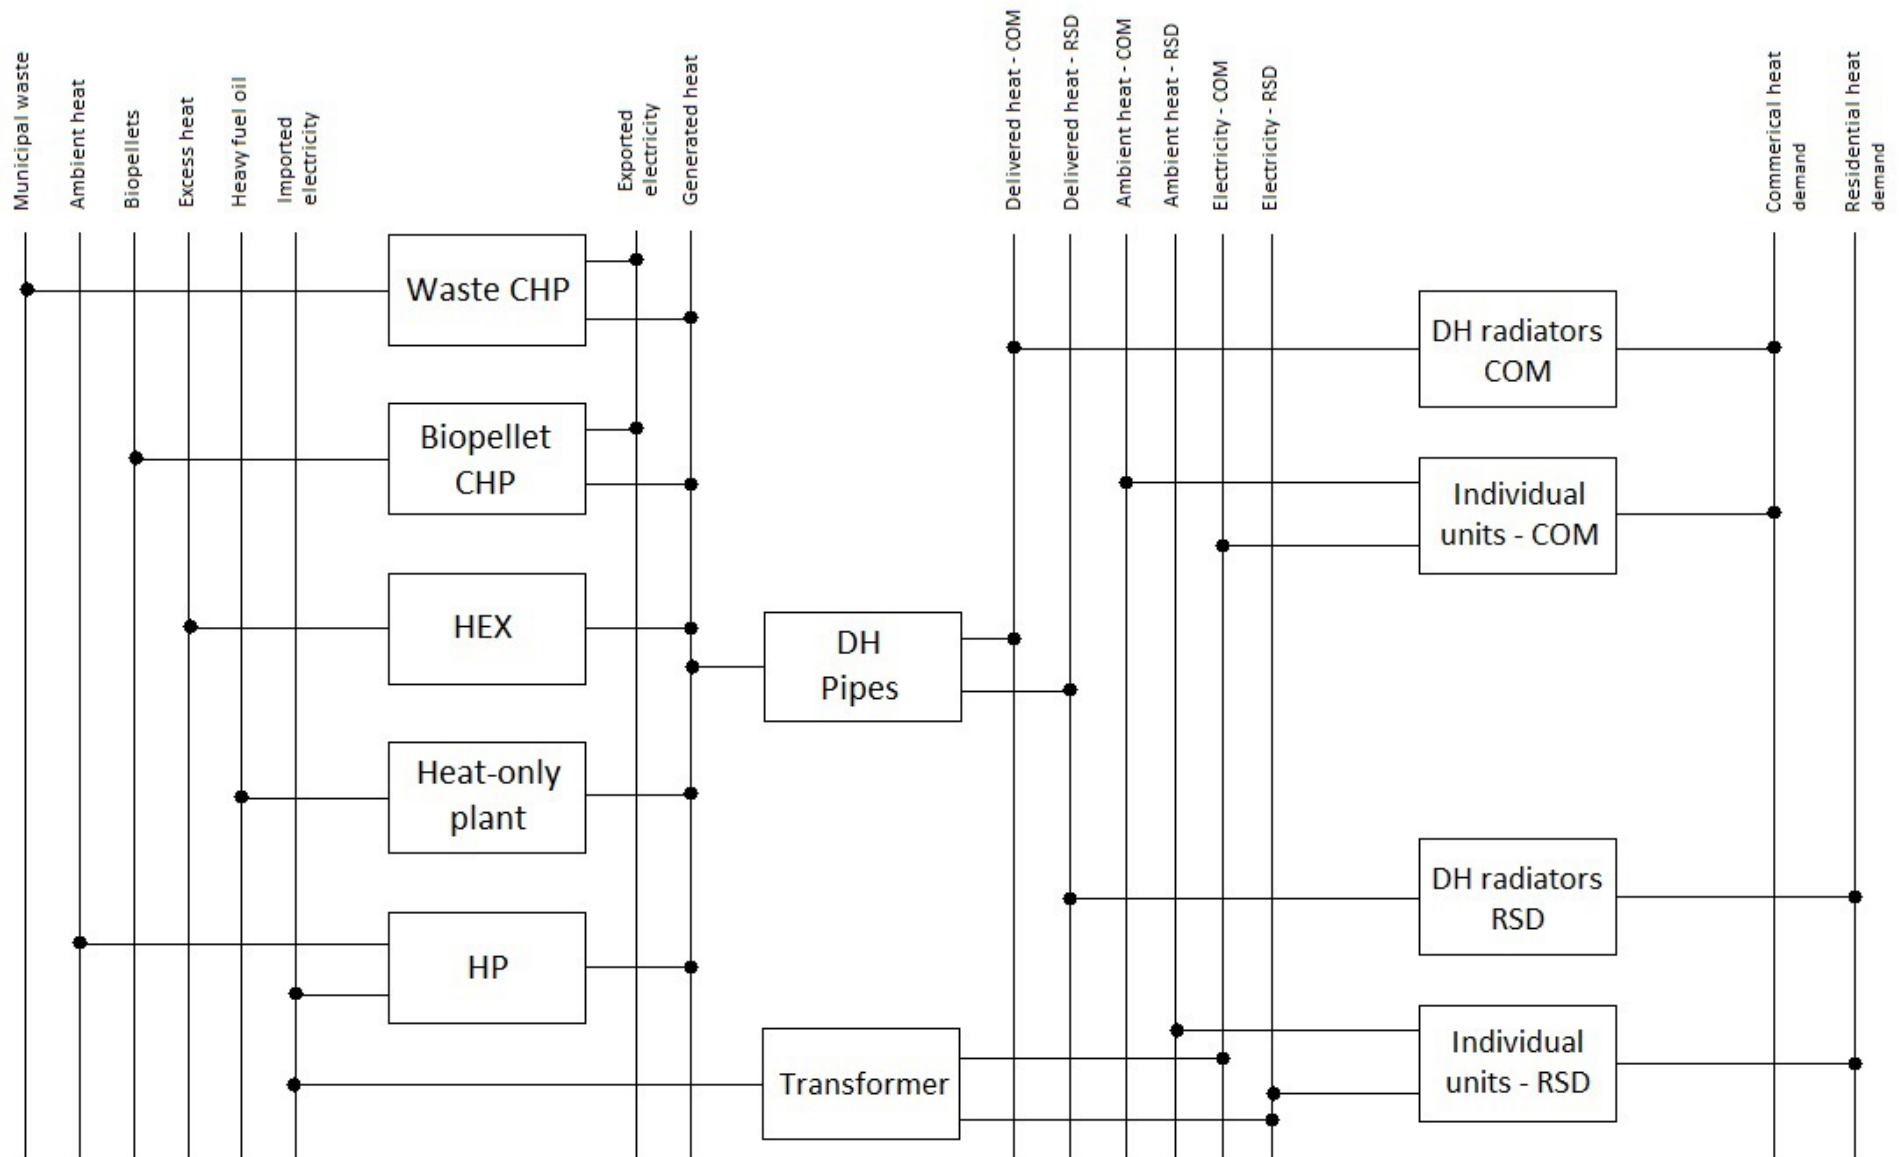 Municipal waste
Ambient heat
Biopellets
Excess heat
Heavy fuel oil
Imported
electricity
Exported
electricity
Generated heat
Delivered heat - COM
Delivered heat - RSD
Ambient heat - COM
Ambient heat - RSD
Electricity - COM
Electricity - RSD
Commerical heat
demand
Residential heat
demand
Waste CHP
Biopellet
CHP
HEX
Heat-only
plant
HP
DH
Pipes
Transformer
DH radiators
COM
Individual
units - COM
DH radiators
RSD
Individual
units - RSD